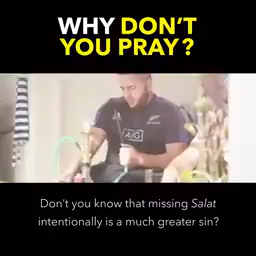 WHY DON'T
YOU PRAY?
AIG
Don't you know that missing Salat
intentionally is a much greater sin?